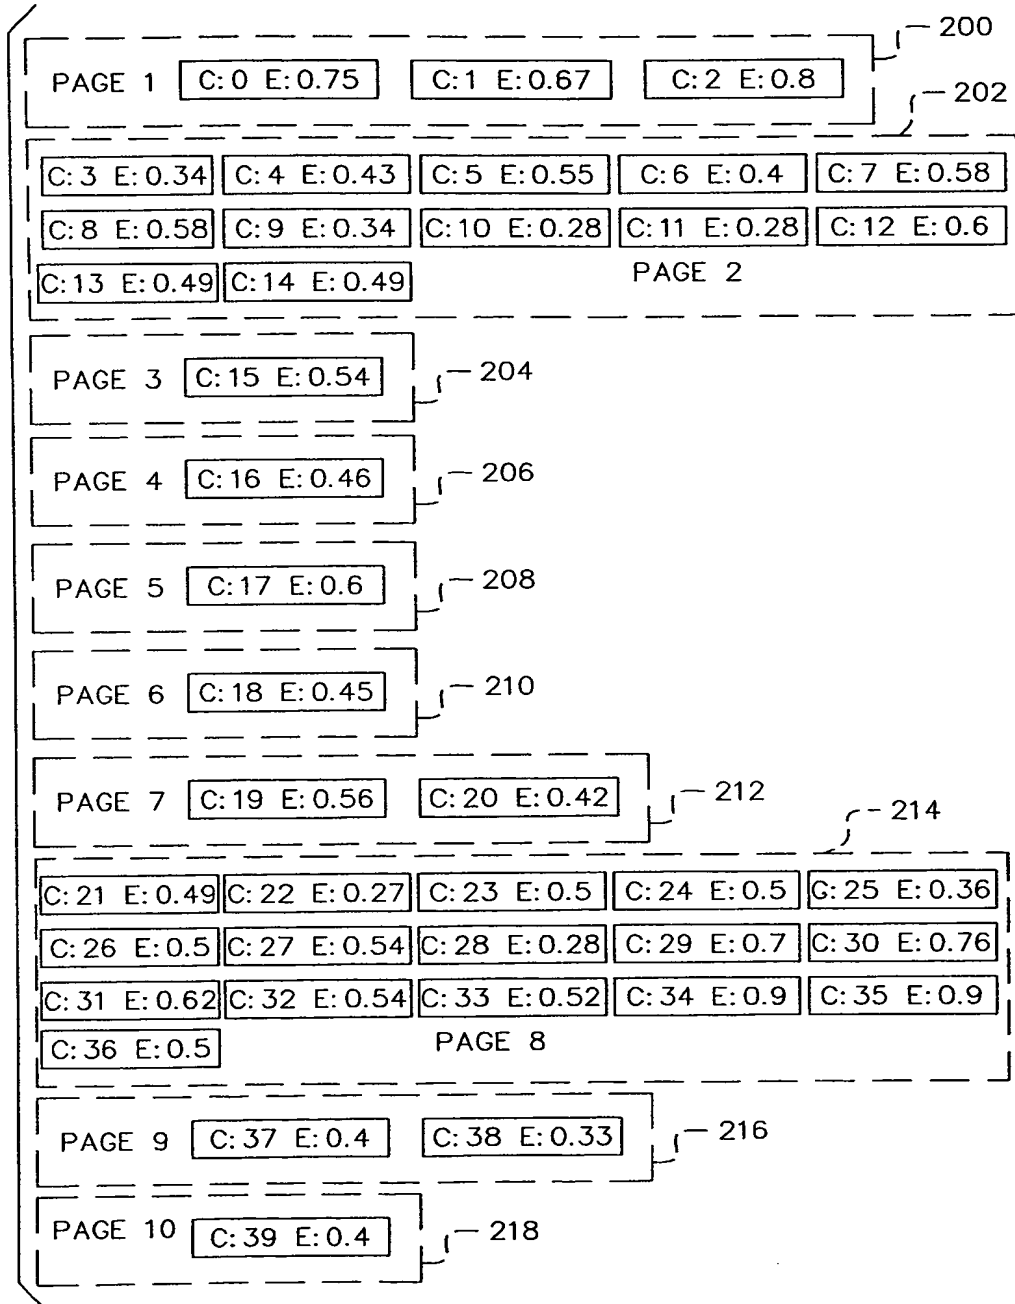 200
PAGE 1 C: 0 E: 0.75 C: 1 E: 0.67 C: 2 E: 0.8
202
C: 3 E: 0.34 C: 4 E: 0.43 C: 5 E: 0.55 C: 6 E: 0.4 C: 7 E: 0.58
C: 8 E: 0.58 C: 9 E: 0.34 C: 10 E: 0.28 C: 11 E: 0.28 C: 12 E: 0.6
C: 13 E: 0.49 C: 14 E: 0.49 PAGE 2
PAGE 3 C: 15 E: 0.54 204
PAGE 4 C: 16 E: 0.46 206
PAGE 5 C: 17 E: 0.6 208
PAGE 6 C: 18 E: 0.45 210
PAGE 7 C: 19 E: 0.56 C: 20 E: 0.42 212
214
C: 21 E: 0.49 C: 22 E: 0.27 C: 23 E: 0.5 C: 24 E: 0.5 G: 25 E: 0.36
C: 26 E: 0.5 C: 27 E: 0.54 C: 28 E: 0.28 C: 29 E: 0.7 C: 30 E: 0.76
C: 31 E: 0.62 C: 32 E: 0.54 C: 33 E: 0.52 C: 34 E: 0.9 C: 35 E: 0.9
C: 36 E: 0.5 PAGE 8
PAGE 9 C: 37 E: 0.4 C: 38 E: 0.33 216
PAGE 10 C: 39 E: 0.4 218